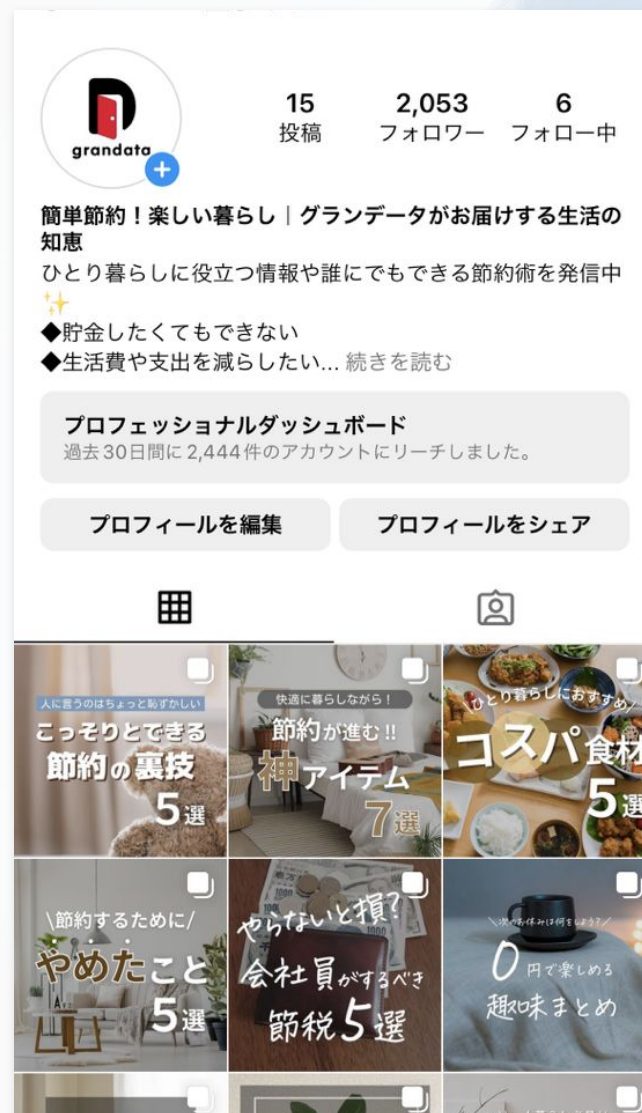 grandata
15
2,053
6
投稿
フォロワー
フォロー中
簡単節約！楽しい暮らし｜グランデータがお届けする生活の
知恵
ひとり暮らしに役立つ情報や誰にでもできる節約術を発信中
✨
◆貯金したくてもできない
◆生活費や支出を減らしたい... 続きを読む
プロフェッショナルダッシュボード
過去30日間に2,444件のアカウントにリーチしました。
プロフィールを編集
プロフィールをシェア
人に言うのはちょっと恥ずかしい
こっそりとできる
節約の裏技
5選
快適に暮らしながら！
節約が進む!!
神アイテム
7選
ひとり暮らしにおすすめ
コスパ食材
5選
\節約するために/
やめたこと
5選
やらないと損？
会社員がするべき
節税5選
\次のお休みは何をしよう？/
0円で楽しめる
趣味まとめ